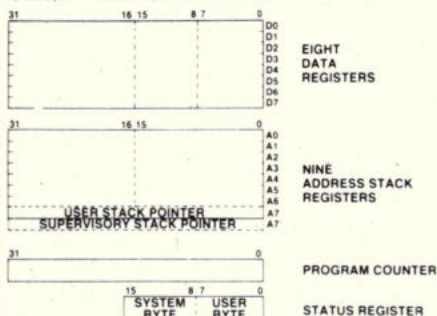 31 16 15 8 7 0
D0
D1
D2
D3
D4
D5
D6
D7
EIGHT
DATA
REGISTERS
31 16 15 0
A0
A1
A2
A3
A4
A5
A6
USER STACK POINTER A7
SUPERVISORY STACK POINTER A7
NINE
ADDRESS STACK
REGISTERS
31 0
PROGRAM COUNTER
15 8 7 0
SYSTEM USER
BYTE BYTE
STATUS REGISTER